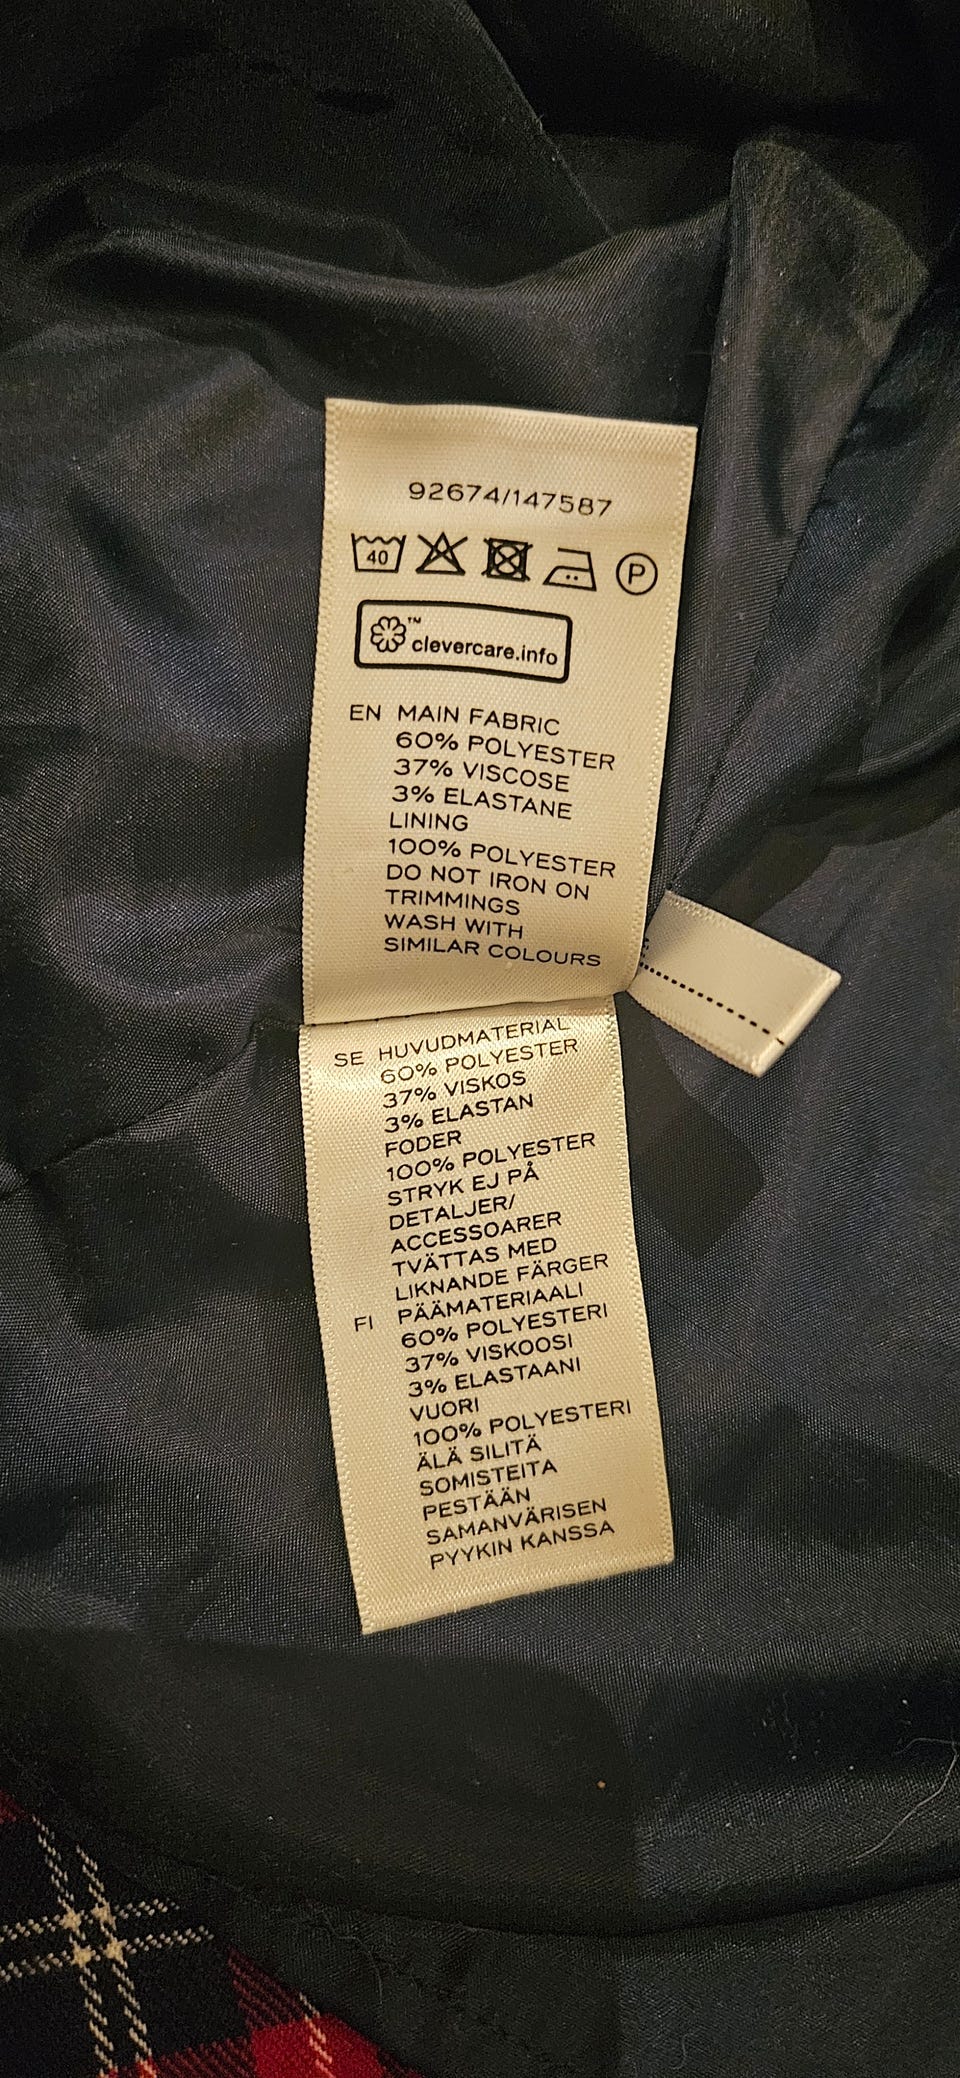 92674/147587
40 P
™
clevercare.info
EN MAIN FABRIC
60% POLYESTER
37% VISCOSE
3% ELASTANE
LINING
100% POLYESTER
DO NOT IRON ON
TRIMMINGS
WASH WITH
SIMILAR COLOURS
SE HUVUDMATERIAL
60% POLYESTER
37% VISKOS
3% ELASTAN
FODER
100% POLYESTER
STRYK EJ PÅ
DETALJER/
ACCESSOARER
TVÄTTAS MED
LIKNANDE FÄRGER
FI PÄÄMATERIAALI
60% POLYESTERI
37% VISKOOSI
3% ELASTAANI
VUORI
100% POLYESTERI
ÄLÄ SILITÄ
SOMISTEITA
PESTÄÄN
SAMANVÄRISEN
PYYKIN KANSSA